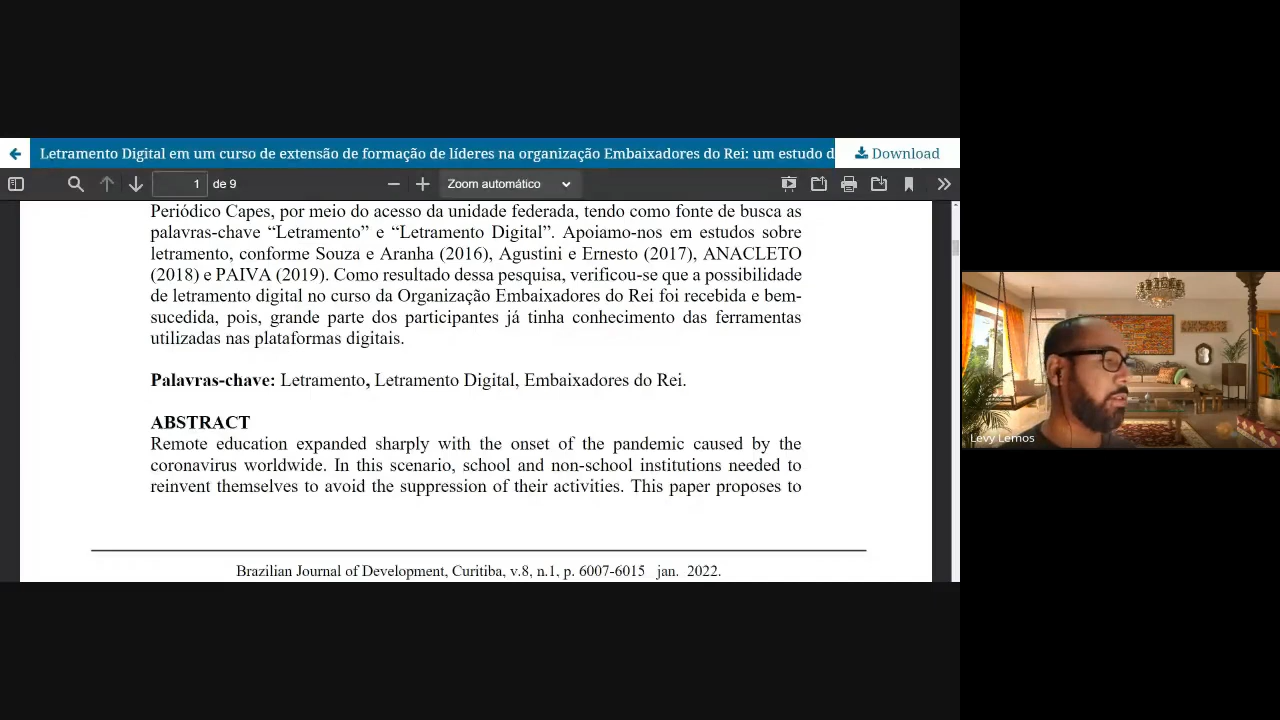 Letramento Digital em um curso de extensão de formação de líderes na organização Embaixadores do Rei: um estudo d
Download
1 de 9
Zoom automático
Periódico Capes, por meio do acesso da unidade federada, tendo como fonte de busca as
palavras-chave “Letramento” e “Letramento Digital”. Apoiamo-nos em estudos sobre
letramento, conforme Souza e Aranha (2016), Agustini e Ernesto (2017), ANACLETO
(2018) e PAIVA (2019). Como resultado dessa pesquisa, verificou-se que a possibilidade
de letramento digital no curso da Organização Embaixadores do Rei foi recebida e bem-
sucedida, pois, grande parte dos participantes já tinha conhecimento das ferramentas
utilizadas nas plataformas digitais.
Palavras-chave: Letramento, Letramento Digital, Embaixadores do Rei.
ABSTRACT
Remote education expanded sharply with the onset of the pandemic caused by the
coronavirus worldwide. In this scenario, school and non-school institutions needed to
reinvent themselves to avoid the suppression of their activities. This paper proposes to
Brazilian Journal of Development, Curitiba, v.8, n.1, p. 6007-6015 jan. 2022.
Levy Lemos